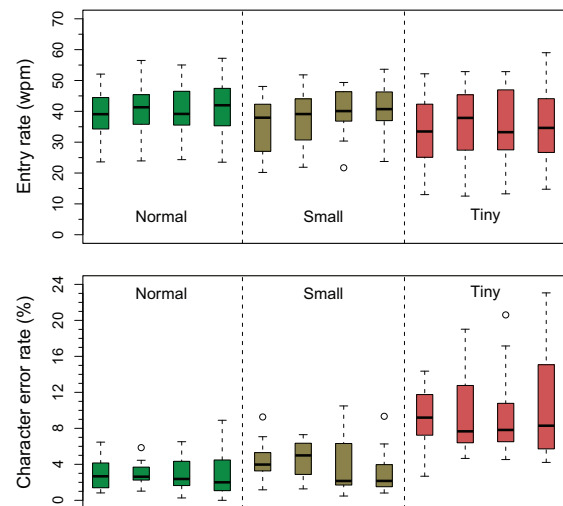 Entry rate (wpm)
70
60
50
40
30
20
10
0
Normal
Small
Tiny
Character error rate (%)
24
20
16
12
8
4
0
Normal
Small
Tiny